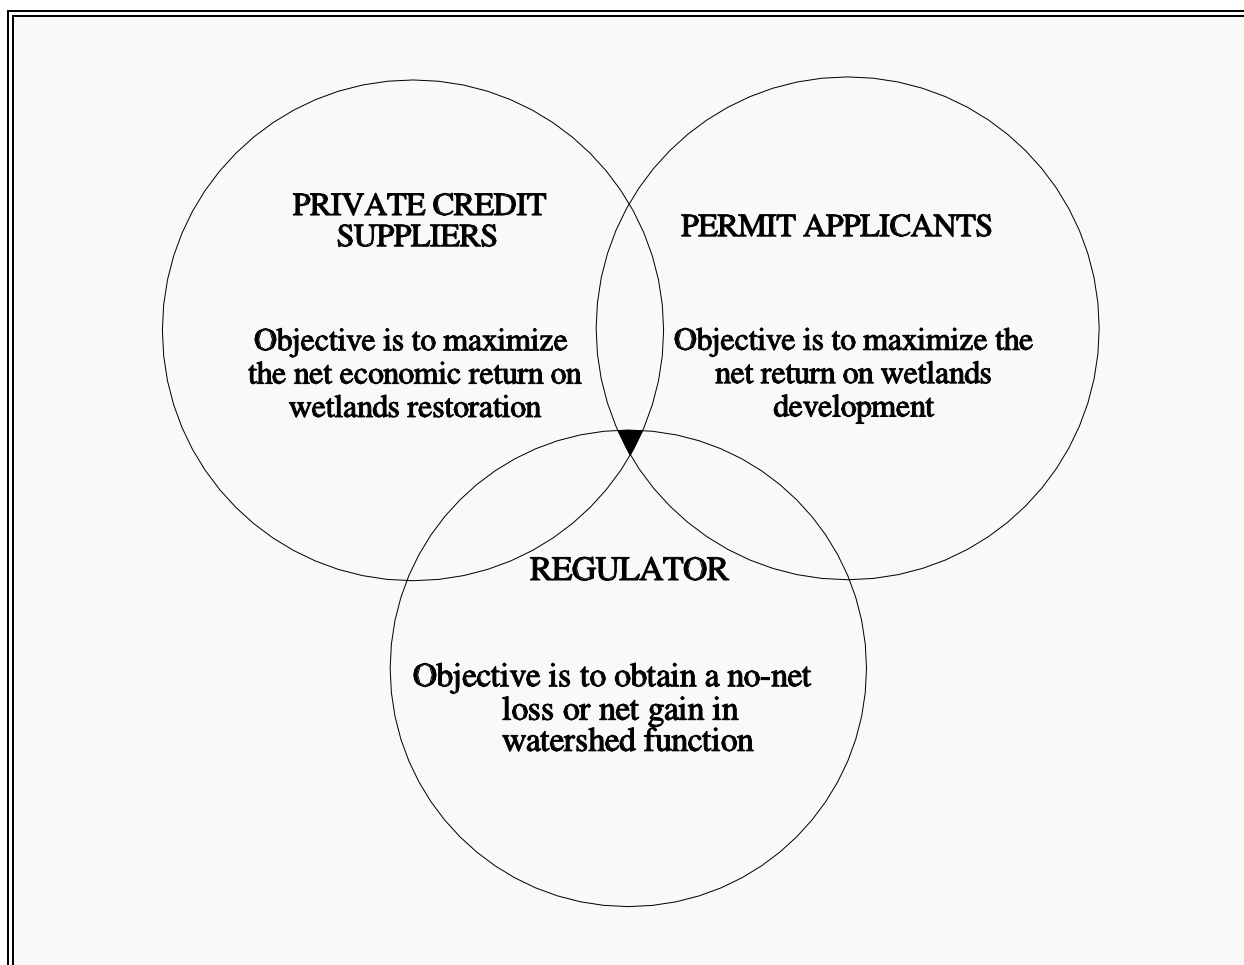 PRIVATE CREDIT
SUPPLIERS
Objective is to maximize
the net economic return on
wetlands restoration
PERMIT APPLICANTS
Objective is to maximize the
net return on wetlands
development
REGULATOR
Objective is to obtain a no-net
loss or net gain in
watershed function